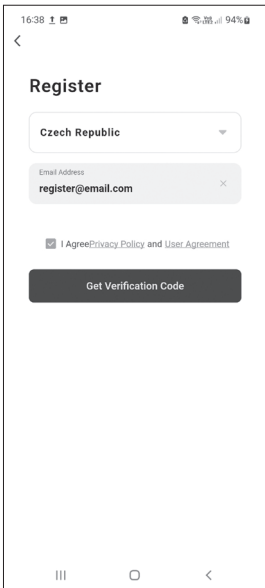 16:38 94%
Register
Czech Republic
Email Address
register@email.com
I AgreePrivacy Policy and User Agreement
Get Verification Code